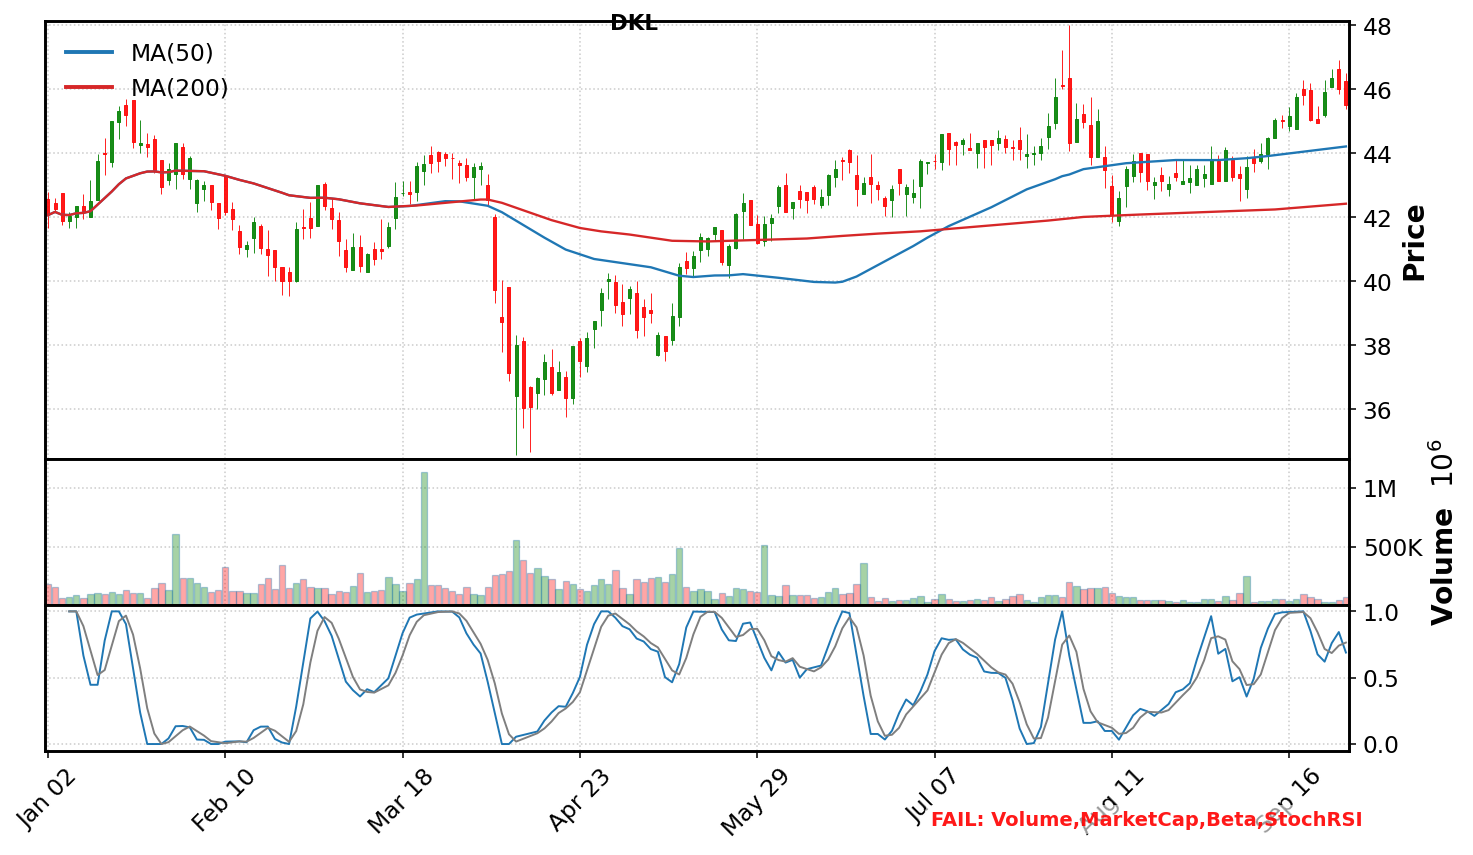 DKL
MA(50)
MA(200)
48
46
44
42
40
38
36
Price
1M
500K
Volume 10⁶
1.0
0.5
0.0
Jan 02
Feb 10
Mar 18
Apr 23
May 29
Jul 07
Aug 11
Sep 16
FAIL: Volume,MarketCap,Beta,StochRSI